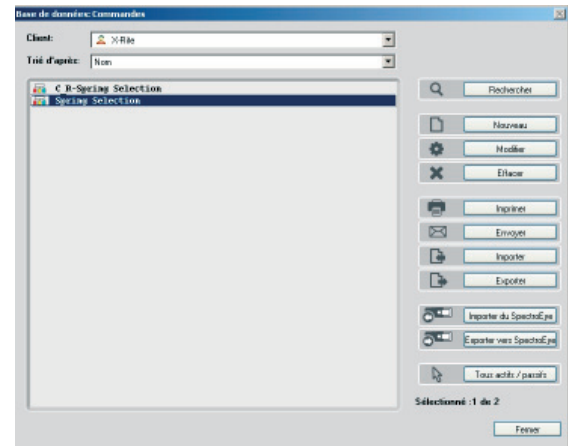 Base de données: Commandes
Client:
X-Rite
Trié d'après:
Nom
C_R-Spring Selection
Spring Selection
Rechercher
Nouveau
Modifier
Effacer
Imprimer
Envoyer
Importer
Exporter
Importer du SpectroEye
Exporter vers SpectroEye
Tous actifs / passifs
Sélectionné :1 de 2
Fermer